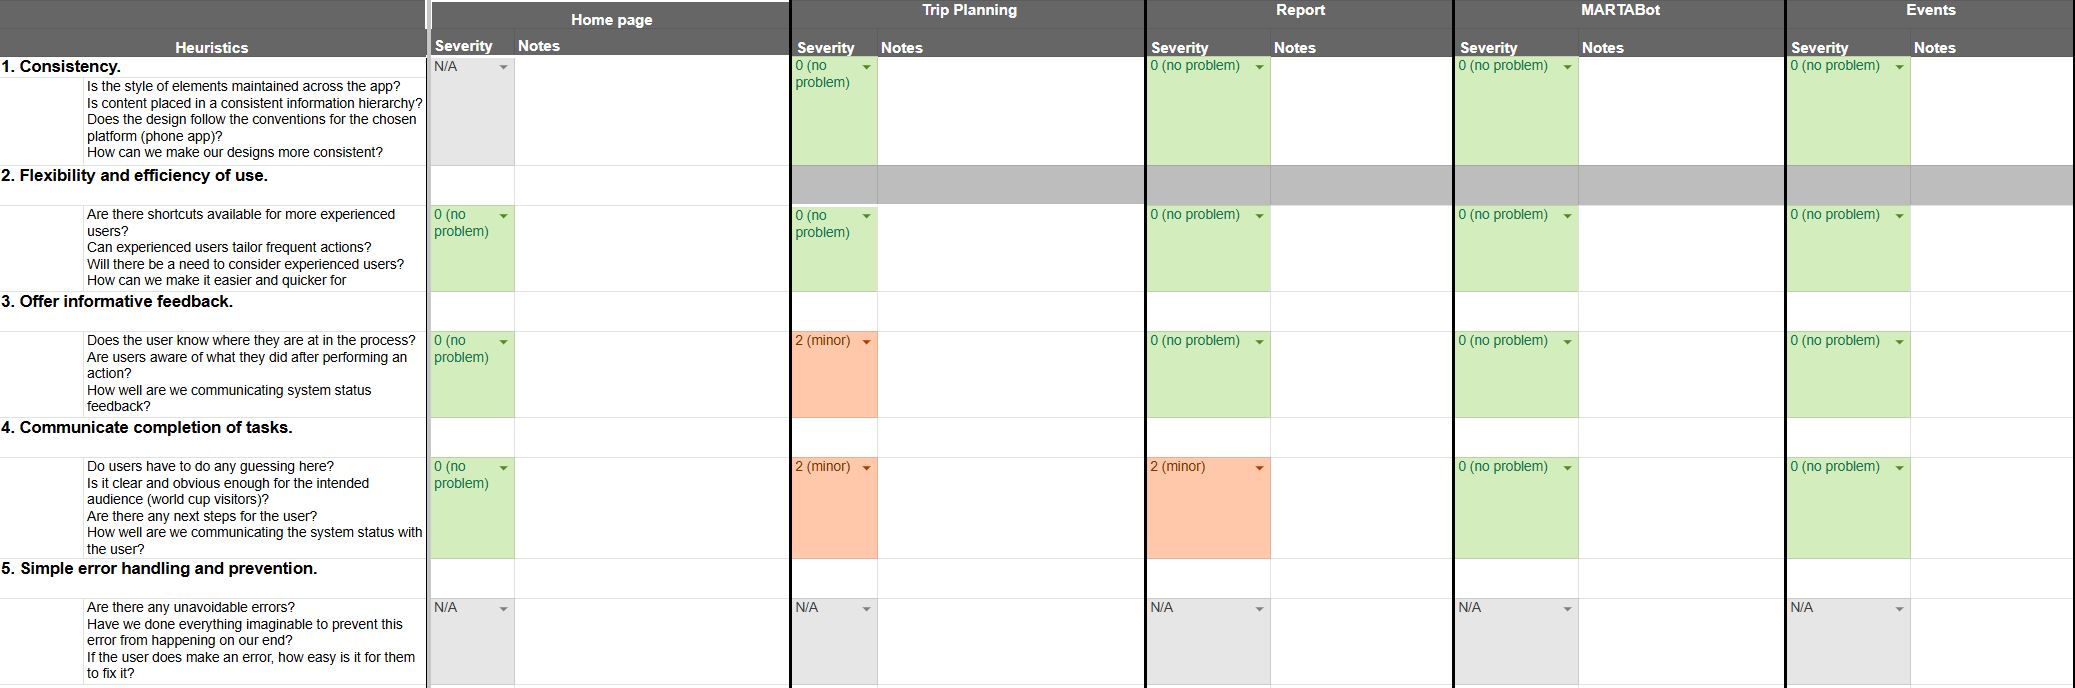 Home page Trip Planning Report MARTABot Events
Heuristics Severity Notes Severity Notes Severity Notes Severity Notes Severity Notes
1. Consistency.
N/A 0 (no problem) 0 (no problem) 0 (no problem) 0 (no problem)
Is the style of elements maintained across the app?
Is content placed in a consistent information hierarchy?
Does the design follow the conventions for the chosen
platform (phone app)?
How can we make our designs more consistent?
2. Flexibility and efficiency of use.
Are there shortcuts available for more experienced
users?
Can experienced users tailor frequent actions?
Will there be a need to consider experienced users?
How can we make it easier and quicker for
0 (no problem) 0 (no problem) 0 (no problem) 0 (no problem) 0 (no problem)
3. Offer informative feedback.
Does the user know where they are at in the process?
Are users aware of what they did after performing an
action?
How well are we communicating system status
feedback?
0 (no problem) 2 (minor) 0 (no problem) 0 (no problem) 0 (no problem)
4. Communicate completion of tasks.
Do users have to do any guessing here?
Is it clear and obvious enough for the intended
audience (world cup visitors)?
Are there any next steps for the user?
How well are we communicating the system status with
the user?
0 (no problem) 2 (minor) 2 (minor) 0 (no problem) 0 (no problem)
5. Simple error handling and prevention.
Are there any unavoidable errors?
Have we done everything imaginable to prevent this
error from happening on our end?
If the user does make an error, how easy is it for them
to fix it?
N/A N/A N/A N/A N/A